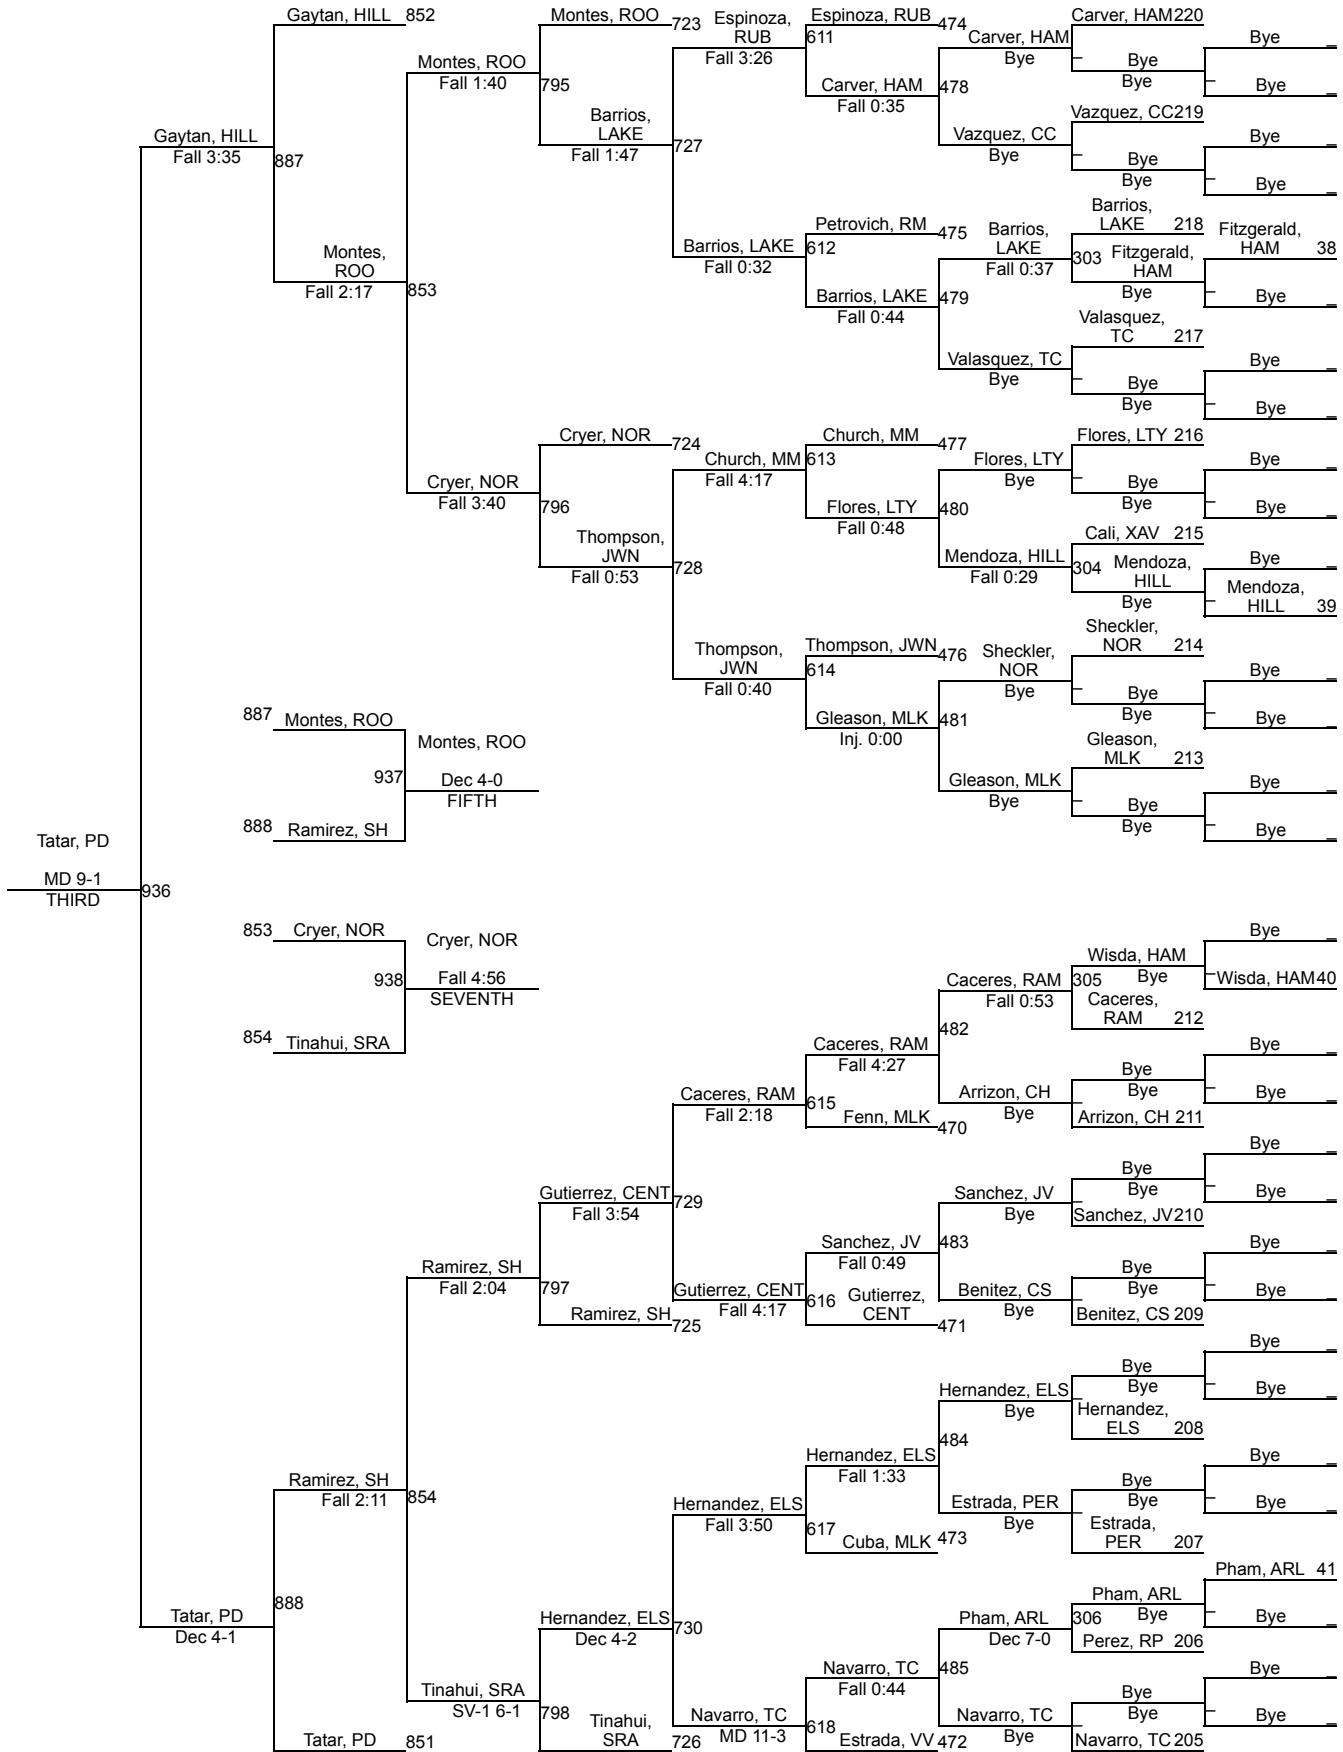 Gaytan, HILL 852
Montes, ROO 723
Espinoza, RUB
Fall 3:26
Espinoza, RUB 474
611
Carver, HAM
Bye
Carver, HAM 220
Bye
Bye
Bye
Bye
Montes, ROO
Fall 1:40
795
Carver, HAM
Fall 0:35
478
Barrios, LAKE
Fall 1:47
727
Vazquez, CC
Bye
Vazquez, CC 219
Bye
Bye
Bye
Bye
Gaytan, HILL
Fall 3:35
887
Petrovich, RM 475
Barrios, LAKE
Fall 0:32
612
Barrios, LAKE
Fall 0:37
303
Barrios, LAKE 218
Fitzgerald, HAM
Bye
Fitzgerald, HAM 38
Bye
Montes, ROO
Fall 2:17
853
Barrios, LAKE
Fall 0:44
479
Valasquez, TC
Bye
Valasquez, TC 217
Bye
Bye
Bye
Bye
Cryer, NOR 724
Church, MM
Fall 4:17
613
Church, MM 477
Flores, LTY
Bye
Flores, LTY 216
Bye
Bye
Bye
Bye
Cryer, NOR
Fall 3:40
796
Flores, LTY
Fall 0:48
480
Thompson, JWN
Fall 0:53
728
Mendoza, HILL
Fall 0:29
304
Cali, XAV 215
Mendoza, HILL
Bye
Bye
Mendoza, HILL 39
Thompson, JWN
Fall 0:40
Thompson, JWN 476
614
Sheckler, NOR
Bye
Sheckler, NOR 214
Bye
Bye
Bye
Bye
Gleason, MLK
Inj. 0:00
481
Gleason, MLK
Bye
Gleason, MLK 213
Bye
Bye
Bye
Bye
887 Montes, ROO
937
Montes, ROO
Dec 4-0
FIFTH
888 Ramirez, SH
Tatar, PD
MD 9-1
THIRD
936
853 Cryer, NOR
938
Cryer, NOR
Fall 4:56
SEVENTH
854 Tinahui, SRA
Caceres, RAM
Fall 0:53
305
Wisda, HAM
Bye
Caceres, RAM 212
Bye
Wisda, HAM 40
Caceres, RAM
Fall 4:27
482
Caceres, RAM
Fall 2:18
615
Fenn, MLK 470
Arrizon, CH
Bye
Bye
Bye
Arrizon, CH 211
Bye
Bye
Gutierrez, CENT
Fall 3:54
729
Sanchez, JV
Bye
Bye
Bye
Sanchez, JV 210
Bye
Bye
Ramirez, SH
Fall 2:04
797
Ramirez, SH 725
Gutierrez, CENT
Fall 4:17
616
Sanchez, JV
Fall 0:49
483
Gutierrez, CENT 471
Benitez, CS
Bye
Bye
Bye
Benitez, CS 209
Bye
Bye
Hernandez, ELS
Bye
Bye
Bye
Hernandez, ELS 208
Bye
Bye
Ramirez, SH
Fall 2:11
854
Hernandez, ELS
Fall 3:50
617
Hernandez, ELS
Fall 1:33
484
Cuba, MLK 473
Estrada, PER
Bye
Bye
Bye
Estrada, PER 207
Bye
Bye
Tatar, PD
Dec 4-1
888
Hernandez, ELS
Dec 4-2
730
Pham, ARL
Dec 7-0
306
Pham, ARL
Bye
Perez, RP 206
Pham, ARL 41
Bye
Tinahui, SRA
SV-1 6-1
798
Tinahui, SRA 726
Navarro, TC
MD 11-3
618
Navarro, TC
Fall 0:44
485
Estrada, VV 472
Navarro, TC
Bye
Bye
Bye
Navarro, TC 205
Bye
Bye
Tatar, PD 851